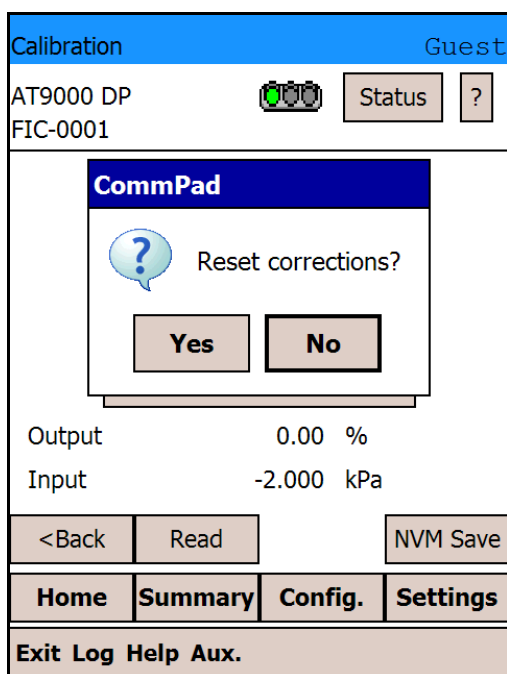 Calibration Guest
AT9000 DP Status ?
FIC-0001
CommPad
? Reset corrections?
Yes No
Output 0.00 %
Input -2.000 kPa
<Back Read NVM Save
Home Summary Config. Settings
Exit Log Help Aux.